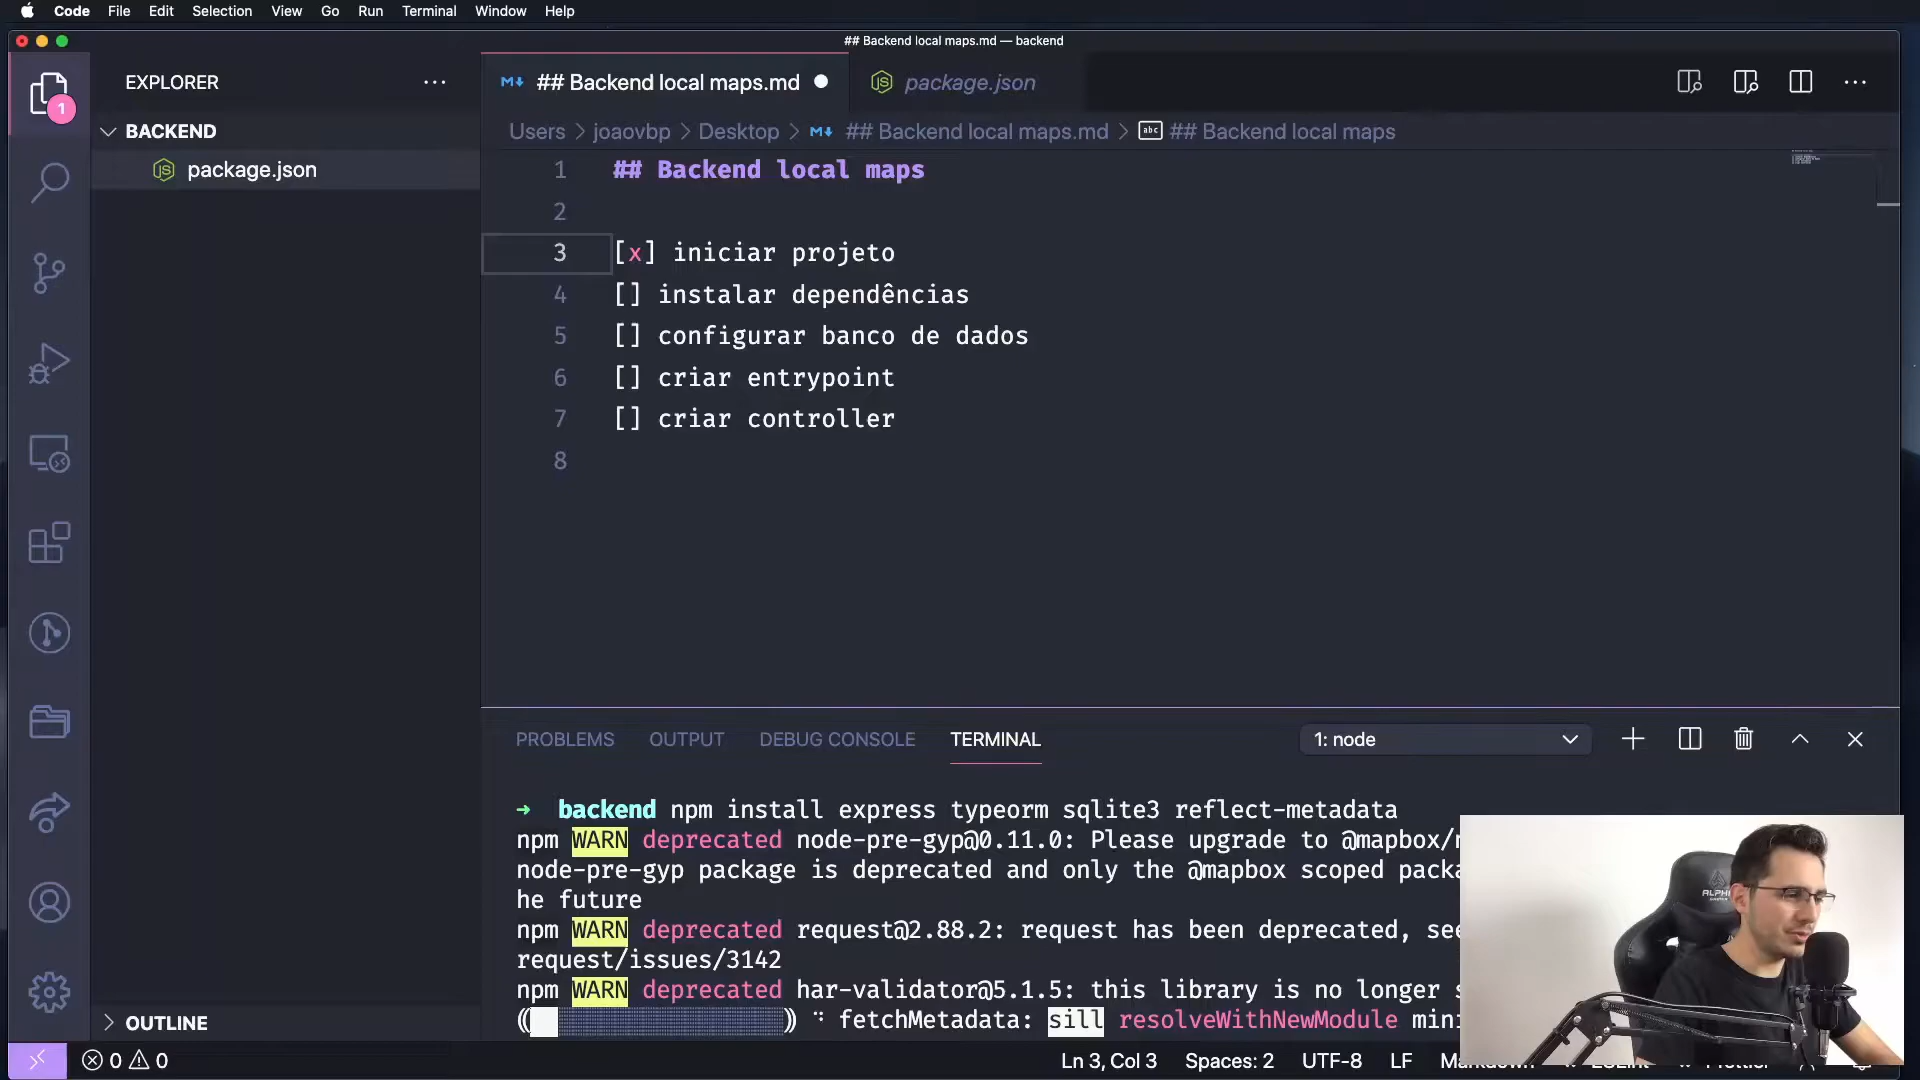 Code File Edit Selection View Go Run Terminal Window Help
## Backend local maps.md — backend
1
EXPLORER
BACKEND
JS package.json
OUTLINE
## Backend local maps.md
JS package.json
Users > joaovbp > Desktop > ## Backend local maps.md > abc ## Backend local maps
1 ## Backend local maps
2
3 [x] iniciar projeto
4 [] instalar dependências
5 [] configurar banco de dados
6 [] criar entrypoint
7 [] criar controller
8
PROBLEMS OUTPUT DEBUG CONSOLE TERMINAL 1: node
→ backend npm install express typeorm sqlite3 reflect-metadata
npm WARN deprecated node-pre-gyp@0.11.0: Please upgrade to @mapbox/
node-pre-gyp package is deprecated and only the @mapbox scoped
he future
npm WARN deprecated request@2.88.2: request has been deprecated,
request/issues/3142
npm WARN deprecated har-validator@5.1.5: this library is no longer
fetchMetadata: sill resolveWithNewModule
0 0 Ln 3, Col 3 Spaces: 2 UTF-8 LF